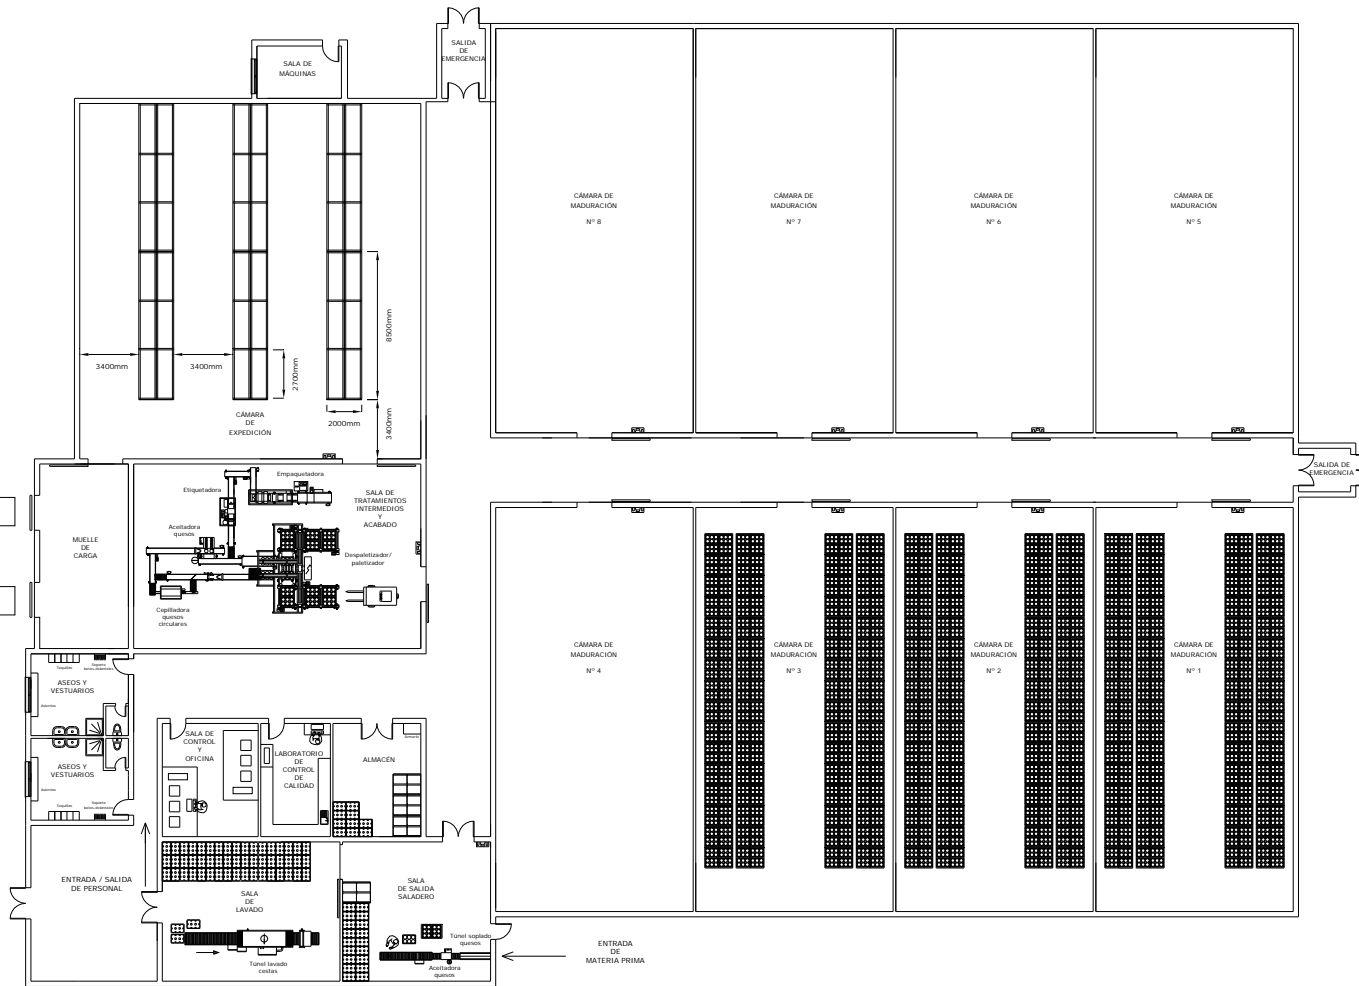 SALIDA
DE
EMERGENCIA
SALA DE
MÁQUINAS
CÁMARA DE
MADURACIÓN
Nº 8
CÁMARA DE
MADURACIÓN
Nº 7
CÁMARA DE
MADURACIÓN
Nº 6
CÁMARA DE
MADURACIÓN
Nº 5
8500mm
3400mm
3400mm
2700mm
2000mm
3400mm
CÁMARA
DE
EXPEDICIÓN
SALIDA DE
EMERGENCIA
Empaquetadora
Etiquetadora
SALA DE
TRATAMIENTOS
INTERMEDIOS
Y
ACABADO
Aceitadora
quesos
MUELLE
DE
CARGA
Despaletizador/
paletizador
Cepilladora
quesos
circulares
CÁMARA DE
MADURACIÓN
Nº 4
CÁMARA DE
MADURACIÓN
Nº 3
CÁMARA DE
MADURACIÓN
Nº 2
CÁMARA DE
MADURACIÓN
Nº 1
Taquillas
ASEOS Y
VESTUARIOS
ASEOS Y
VESTUARIOS
Taquillas
SALA DE
CONTROL
Y
OFICINA
LABORATORIO
DE
CONTROL
DE
CALIDAD
ALMACÉN
ENTRADA / SALIDA
DE PERSONAL
SALA
DE
LAVADO
SALA
DE SALIDA
SALADERO
Túnel lavado
cestas
Túnel soplado
quesos
Aceitadora
quesos
ENTRADA
DE
MATERIA PRIMA